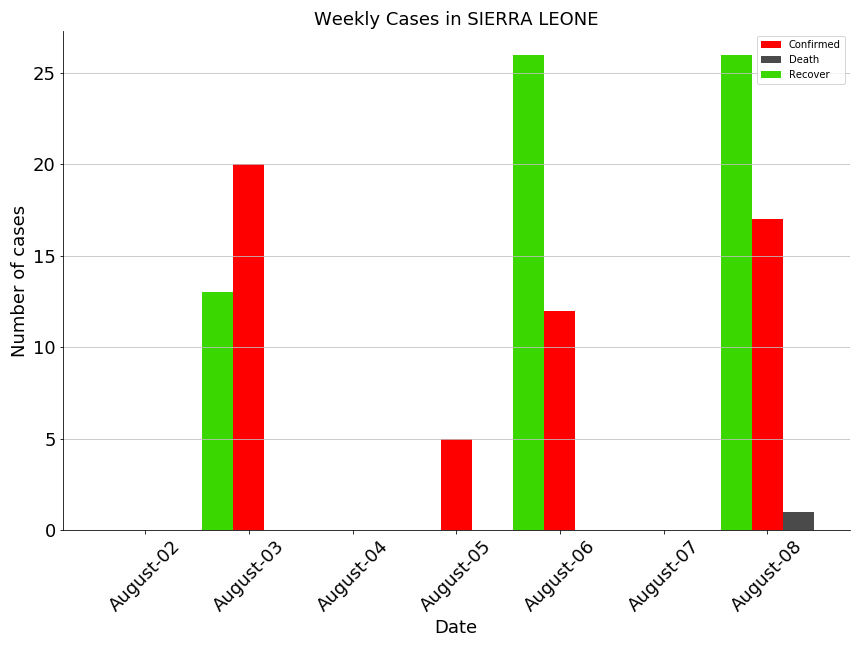 Weekly Cases in SIERRA LEONE
Confirmed
Death
Recover
Number of cases
25
20
15
10
5
0
August-02
August-03
August-04
August-05
August-06
August-07
August-08
Date